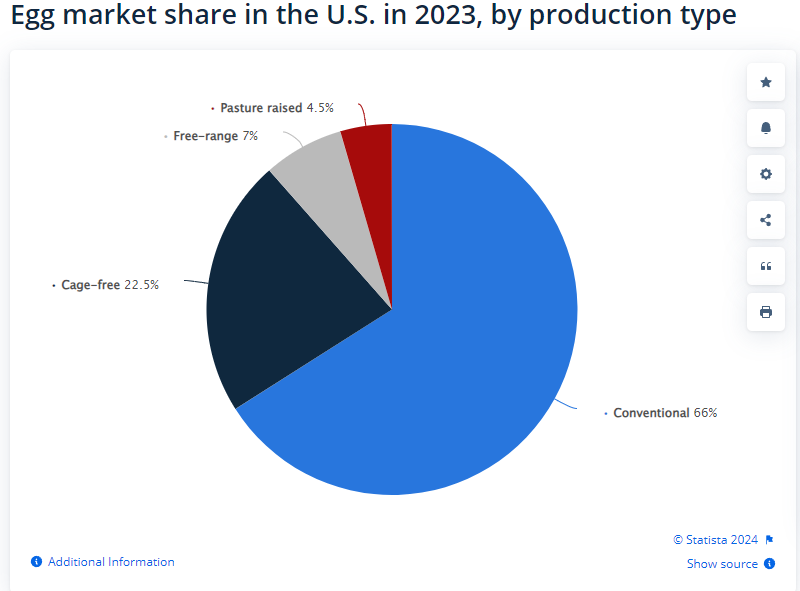 Egg market share in the U.S. in 2023, by production type
• Pasture raised 4.5%
• Free-range 7%
• Cage-free 22.5%
• Conventional 66%
© Statista 2024
Additional Information
Show source